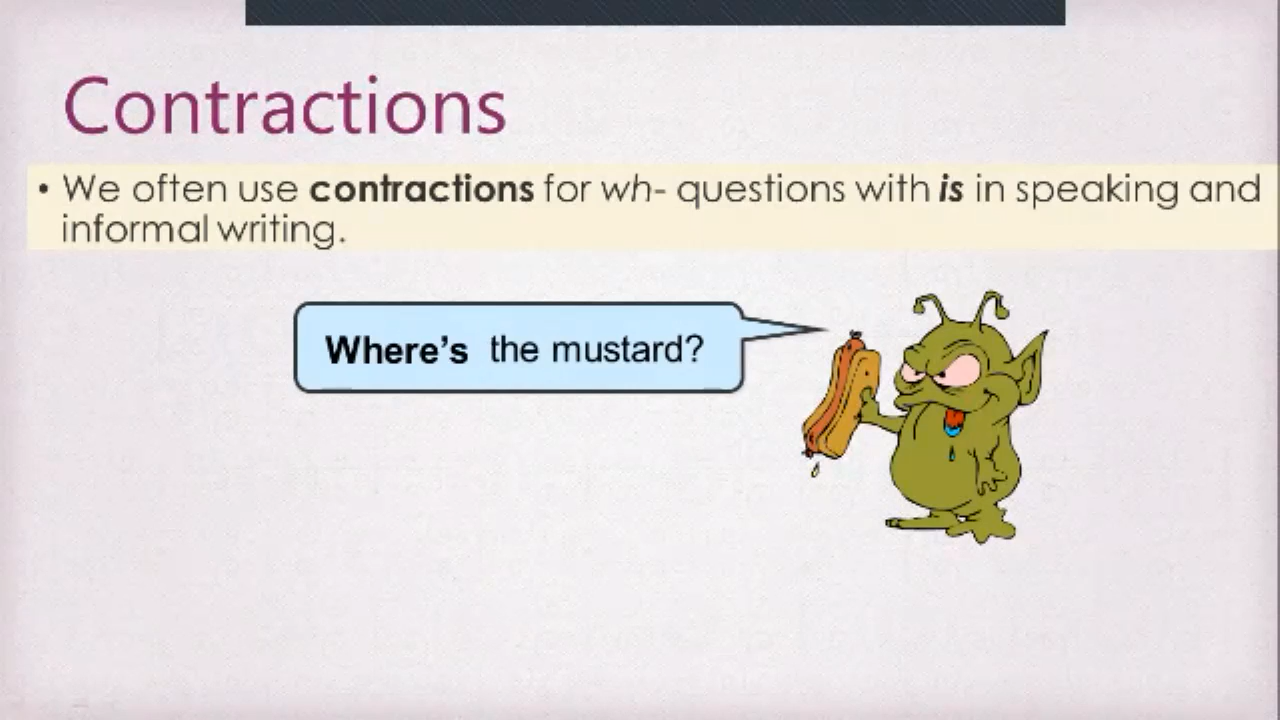 Contractions
• We often use contractions for wh- questions with is in speaking and
informal writing.
Where's the mustard?